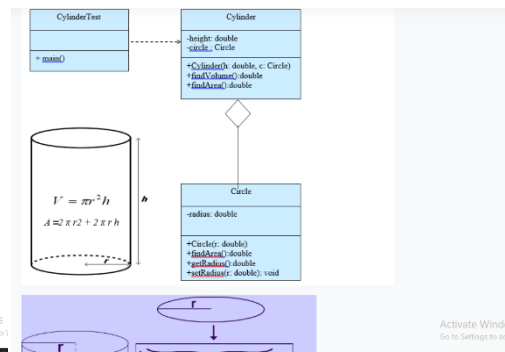 CylinderTest
+ main()
Cylinder
-height: double
-circle : Circle
+Cylinder(h: double, c: Circle)
+findVolume():double
+findArea():double
V = πr²h
A =2 π r2 + 2 π r h
h
r
Circle
-radius: double
+Circle(r: double)
+findArea():double
+getRadius():double
+setRadius(r: double): void
r
r
Activate Wind
Go to Settings to a